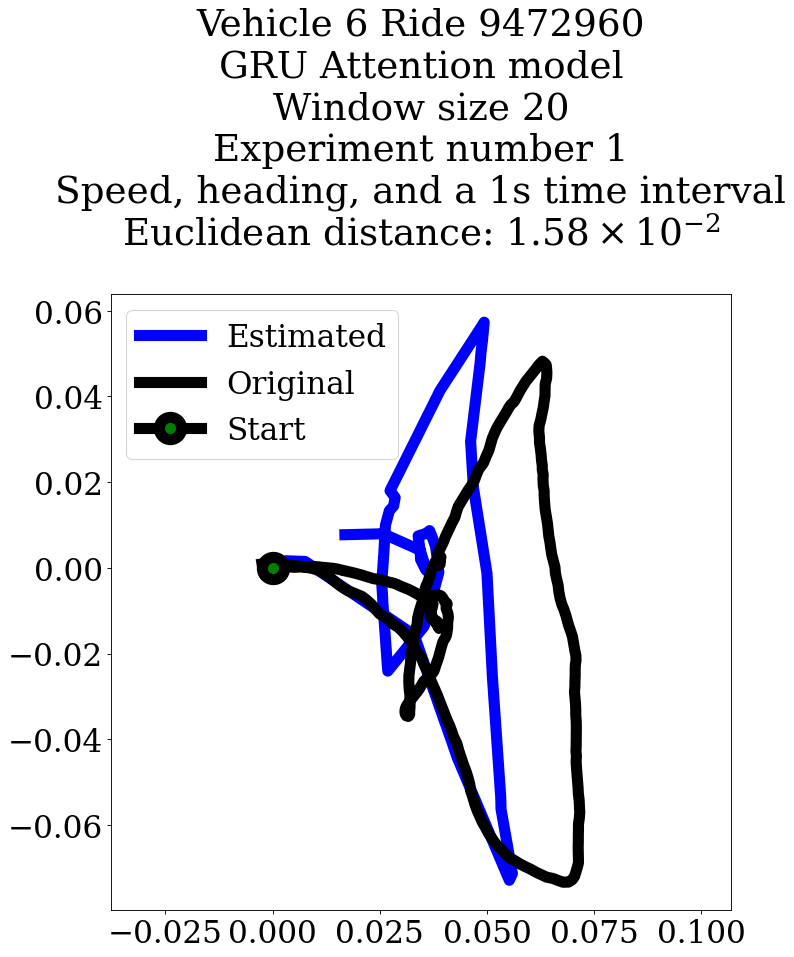 Vehicle 6 Ride 9472960
GRU Attention model
Window size 20
Experiment number 1
Speed, heading, and a 1s time interval
Euclidean distance: 1.58 × 10⁻²
Estimated
Original
Start
0.06
0.04
0.02
0.00
−0.02
−0.04
−0.06
−0.025 0.000 0.025 0.050 0.075 0.100